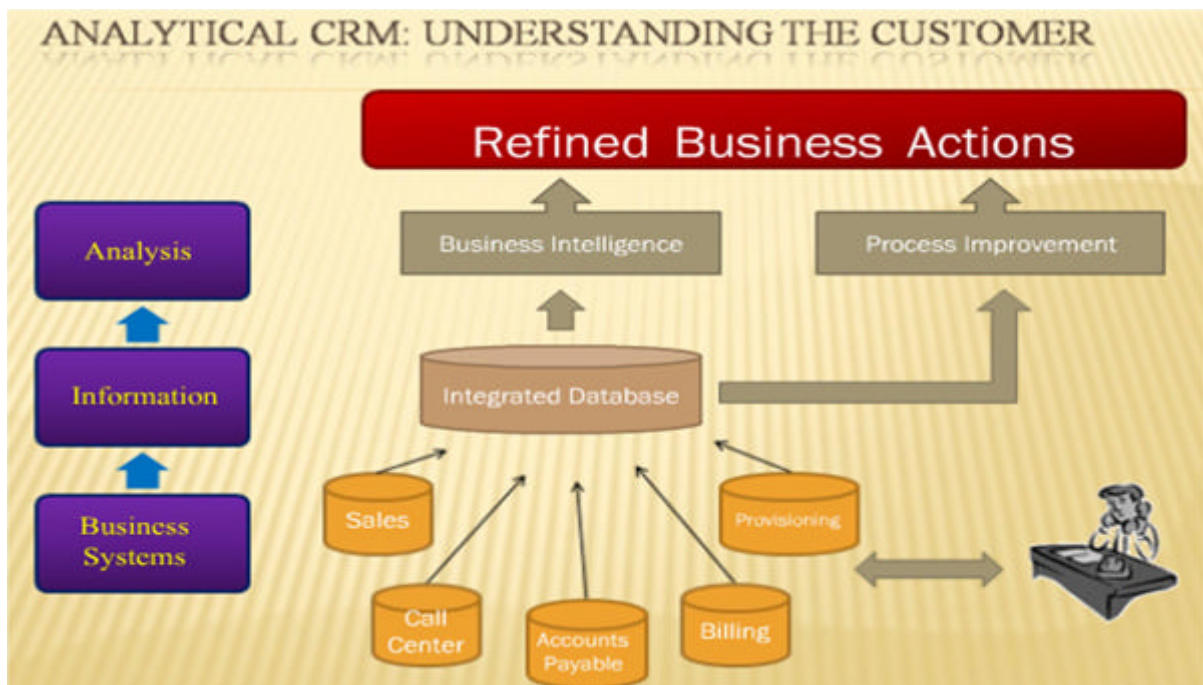 ANALYTICAL CRM: UNDERSTANDING THE CUSTOMER
Refined Business Actions
Analysis
Business Intelligence
Process Improvement
Information
Integrated Database
Business
Systems
Sales
Provisioning
Call
Center
Accounts
Payable
Billing